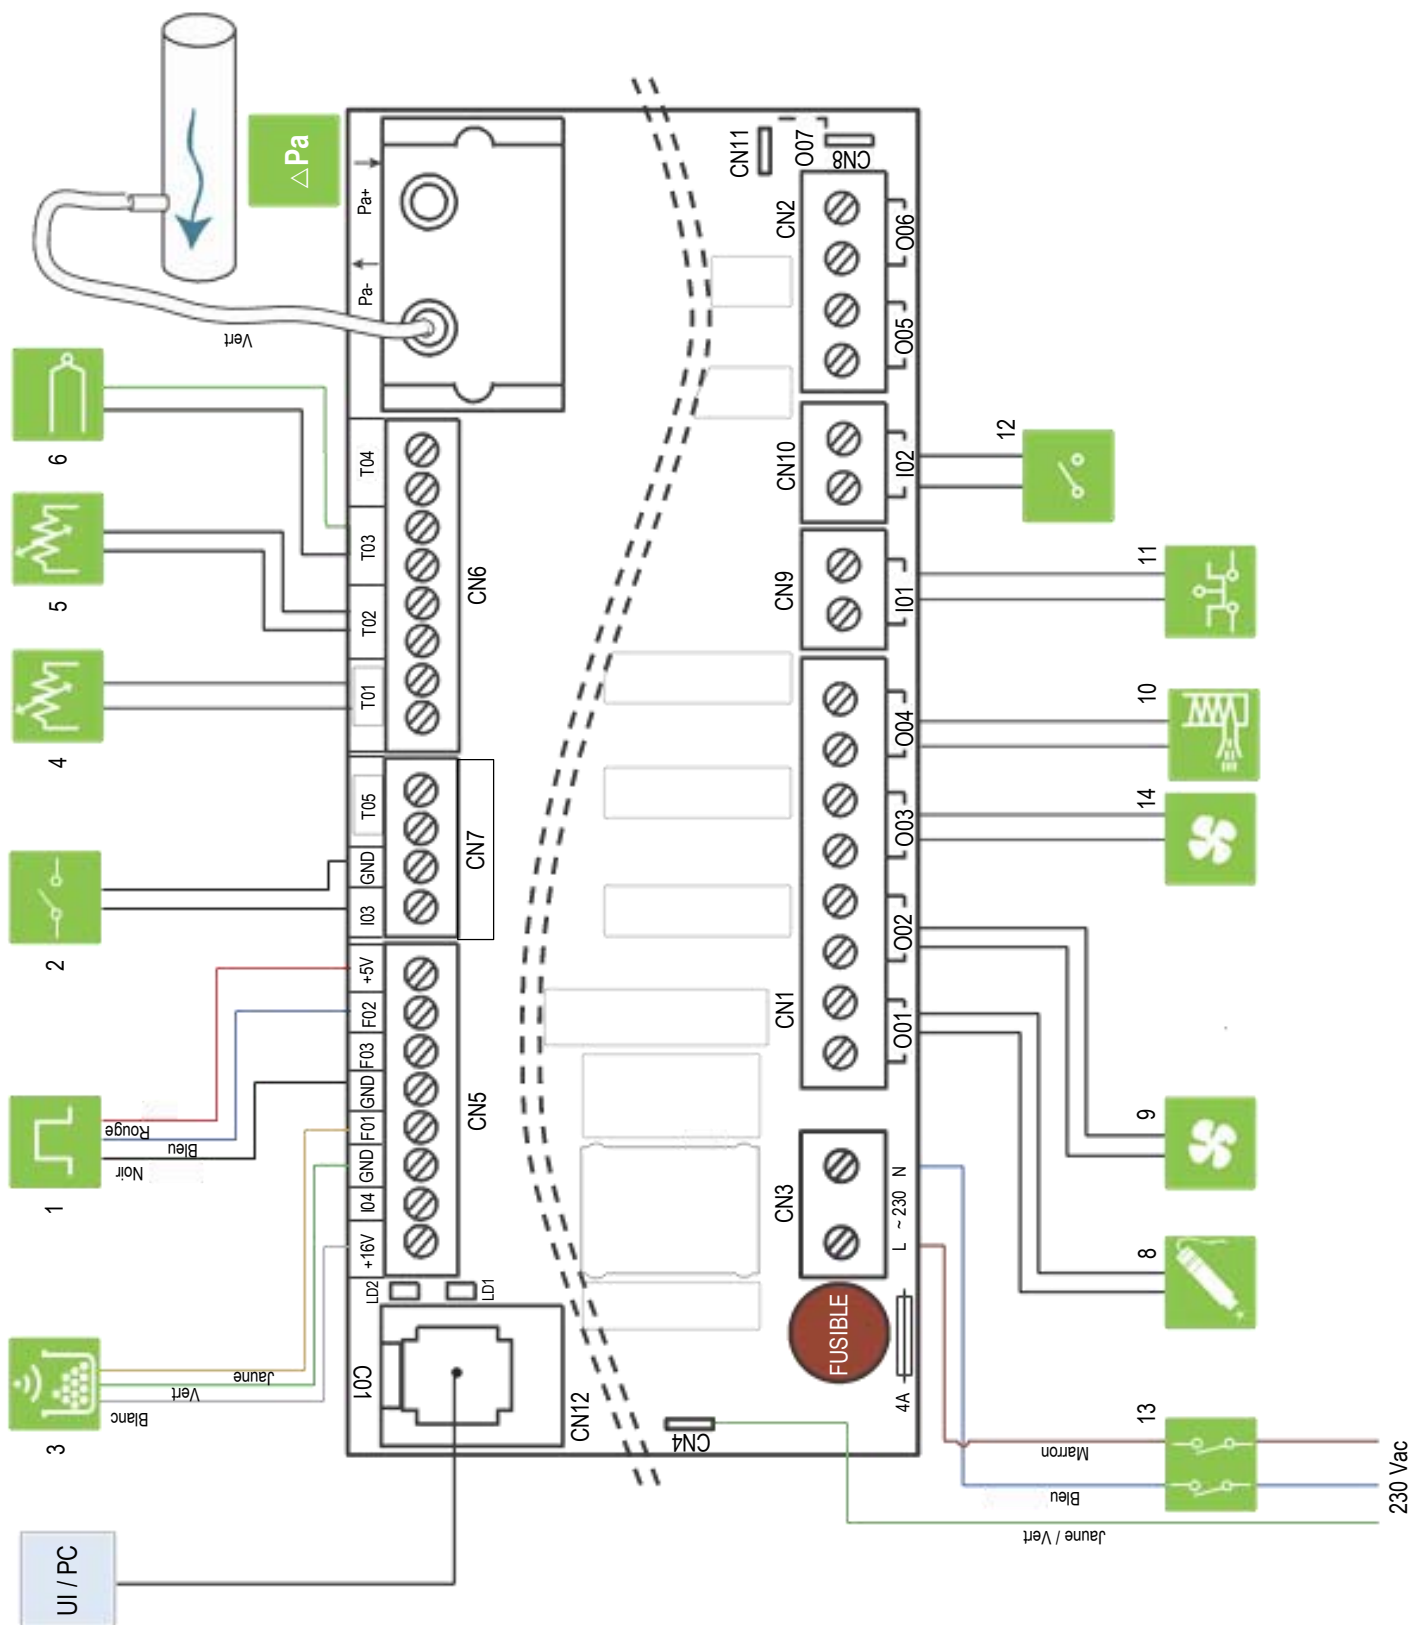 △Pa
Pa+
Pa-
Vert
6
5
4
2
1
3
Rouge
Bleu
Noir
Jaune
Vert
Blanc
UI / PC
T04
T03
T02
T01
CN6
T05
GND
I03
CN7
+5V
F02
F03
GND
F01
GND
I04
+16V
CN5
LD2
LD1
C01
CN12
CN4
CN11
O07
CN8
CN2
O06
O05
CN10
I02
CN9
I01
CN1
O04
O03
O02
O01
CN3
L ~ 230 N
FUSIBLE
4A
12
11
10
14
9
8
13
Marron
Bleu
Jaune / Vert
230 Vac